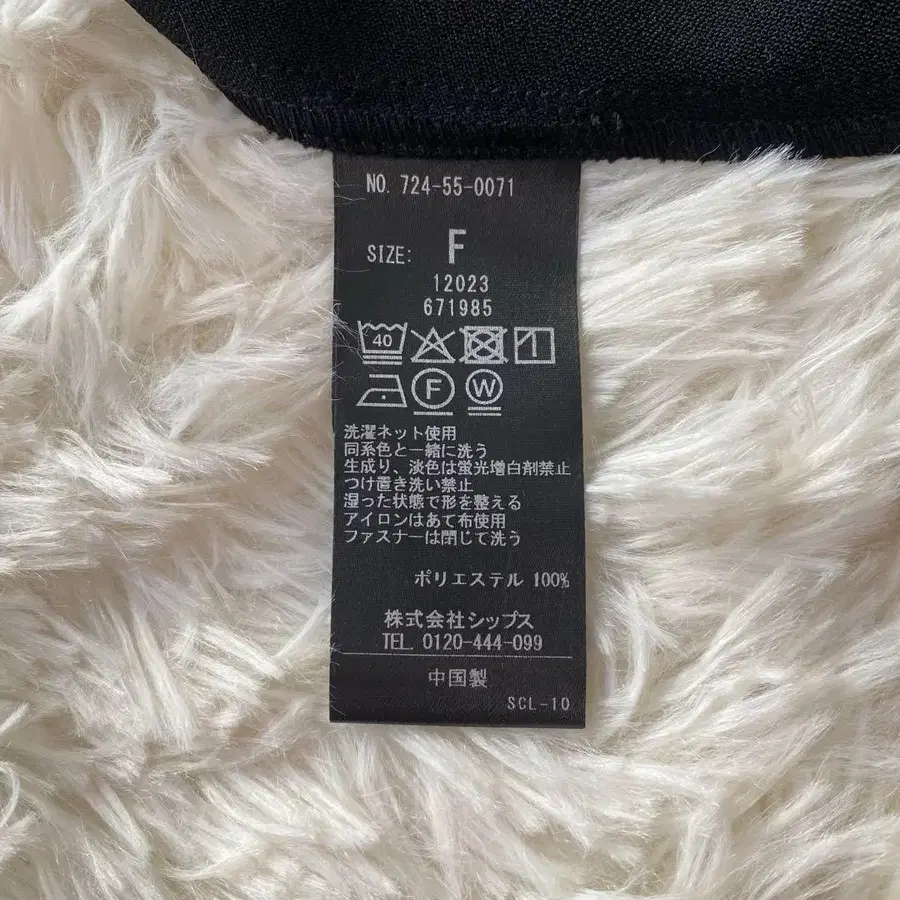 NO. 724-55-0071
SIZE: F
12023
671985
40
F W
洗濯ネット使用
同系色と一緒に洗う
生成り、淡色は蛍光増白剤禁止
つけ置き洗い禁止
湿った状態で形を整える
アイロンはあて布使用
ファスナーは閉じて洗う
ポリエステル 100%
株式会社シップス
TEL. 0120-444-099
中国製
SCL-10